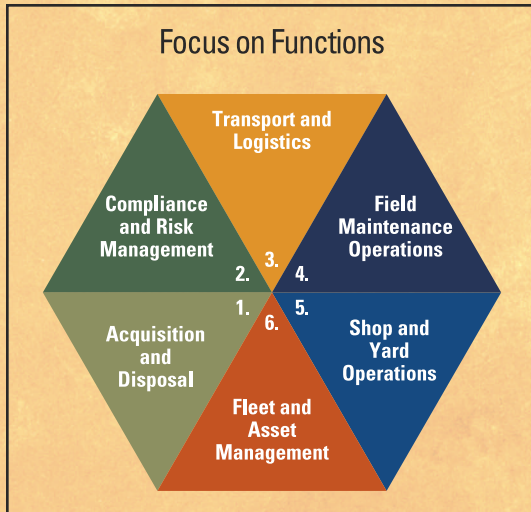 Focus on Functions
Transport and
Logistics
3.
Compliance
and Risk
Management
2.
Field
Maintenance
Operations
4.
1.
Acquisition
and
Disposal
5.
Shop and
Yard
Operations
6.
Fleet and
Asset
Management